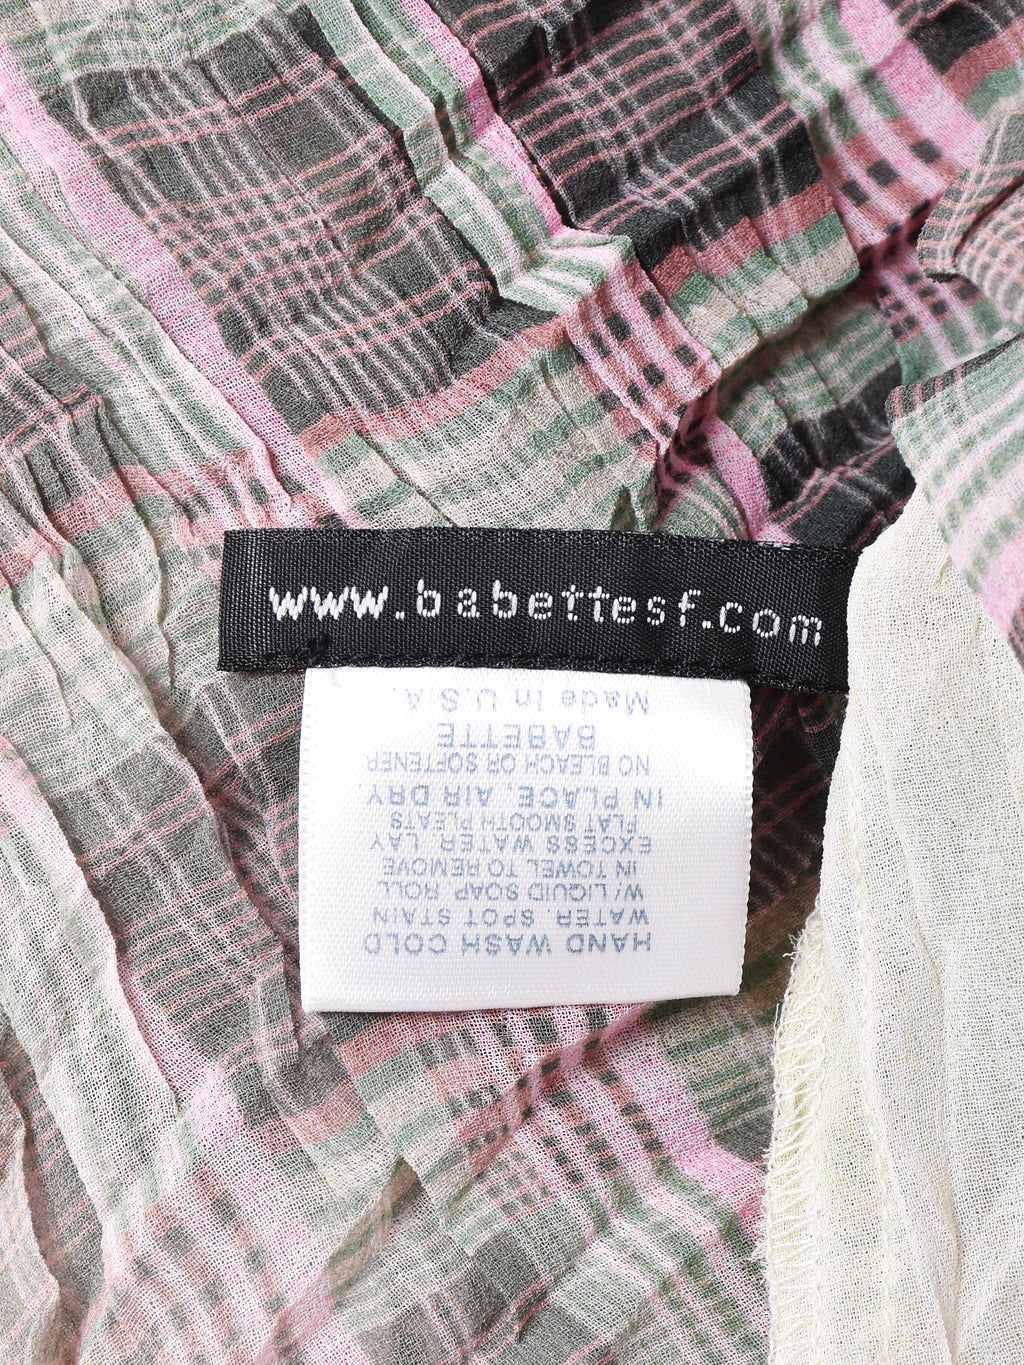 www.babettesf.com
HAND WASH COLD
WATER. SPOT STAIN
W/LIQUID SOAP. ROLL
IN TOWEL TO REMOVE
EXCESS WATER. LAY
FLAT SMOOTH PLEATS
IN PLACE, AIR DRY
NO BLEACH OR SOFTENER
BABETTE
Made in U.S.A.